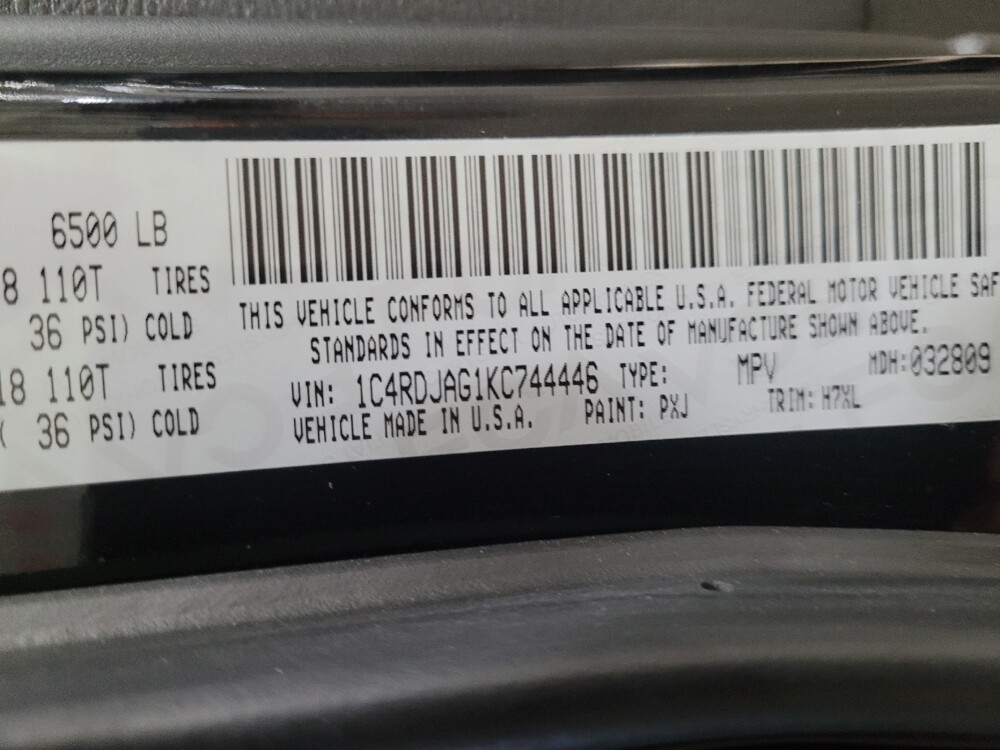 6500 LB
8 110T TIRES
36 PSI) COLD
18 110T TIRES
( 36 PSI) COLD
THIS VEHICLE CONFORMS TO ALL APPLICABLE U.S.A. FEDERAL MOTOR VEHICLE SAF
STANDARDS IN EFFECT ON THE DATE OF MANUFACTURE SHOWN ABOVE.
VIN: 1C4RDJAG1KC744446 TYPE: MPV MDH:032809
VEHICLE MADE IN U.S.A. PAINT: PXJ TRIM: H7XL